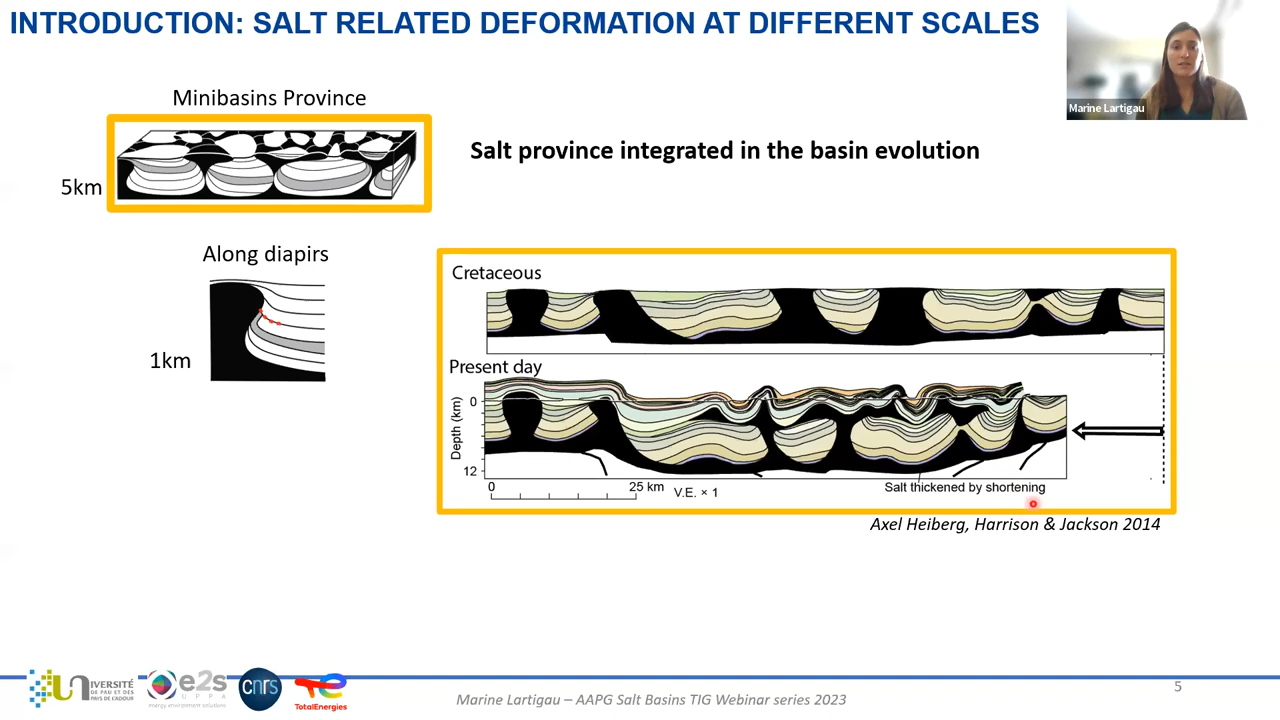 INTRODUCTION: SALT RELATED DEFORMATION AT DIFFERENT SCALES
Marine Lartigau
Minibasins Province
5km
Salt province integrated in the basin evolution
Along diapirs
1km
Cretaceous
Present day
0
Depth (km)
12
0
25 km
V.E. × 1
Salt thickened by shortening
Axel Heiberg, Harrison & Jackson 2014
UNIVERSITÉ
DE PAU ET DES
PAYS DE L'ADOUR
e2s
UPPA
energy environment solutions
cnrs
TotalEnergies
Marine Lartigau – AAPG Salt Basins TIG Webinar series 2023
5